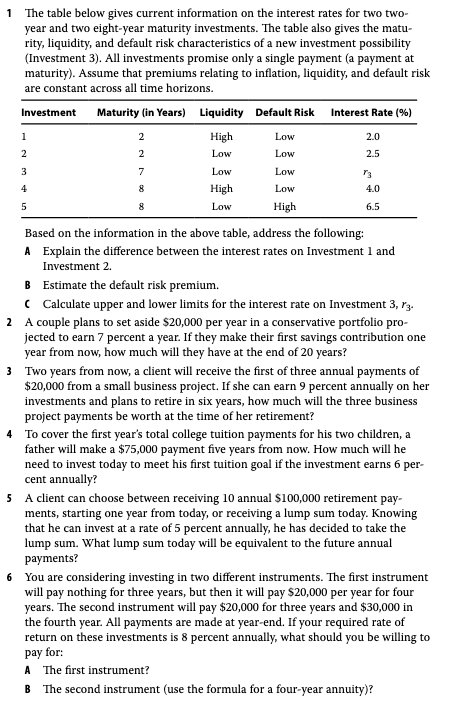 1 The table below gives current information on the interest rates for two two-
year and two eight-year maturity investments. The table also gives the matu-
rity, liquidity, and default risk characteristics of a new investment possibility
(Investment 3). All investments promise only a single payment (a payment at
maturity). Assume that premiums relating to inflation, liquidity, and default risk
are constant across all time horizons.
Investment Maturity (in Years) Liquidity Default Risk Interest Rate (%)
1 2 High Low 2.0
2 2 Low Low 2.5
3 7 Low Low r3
4 8 High Low 4.0
5 8 Low High 6.5
Based on the information in the above table, address the following:
A Explain the difference between the interest rates on Investment 1 and
Investment 2.
B Estimate the default risk premium.
C Calculate upper and lower limits for the interest rate on Investment 3, r3.
2 A couple plans to set aside $20,000 per year in a conservative portfolio pro-
jected to earn 7 percent a year. If they make their first savings contribution one
year from now, how much will they have at the end of 20 years?
3 Two years from now, a client will receive the first of three annual payments of
$20,000 from a small business project. If she can earn 9 percent annually on her
investments and plans to retire in six years, how much will the three business
project payments be worth at the time of her retirement?
4 To cover the first year's total college tuition payments for his two children, a
father will make a $75,000 payment five years from now. How much will he
need to invest today to meet his first tuition goal if the investment earns 6 per-
cent annually?
5 A client can choose between receiving 10 annual $100,000 retirement pay-
ments, starting one year from today, or receiving a lump sum today. Knowing
that he can invest at a rate of 5 percent annually, he has decided to take the
lump sum. What lump sum today will be equivalent to the future annual
payments?
6 You are considering investing in two different instruments. The first instrument
will pay nothing for three years, but then it will pay $20,000 per year for four
years. The second instrument will pay $20,000 for three years and $30,000 in
the fourth year. All payments are made at year-end. If your required rate of
return on these investments is 8 percent annually, what should you be willing to
pay for:
A The first instrument?
B The second instrument (use the formula for a four-year annuity)?